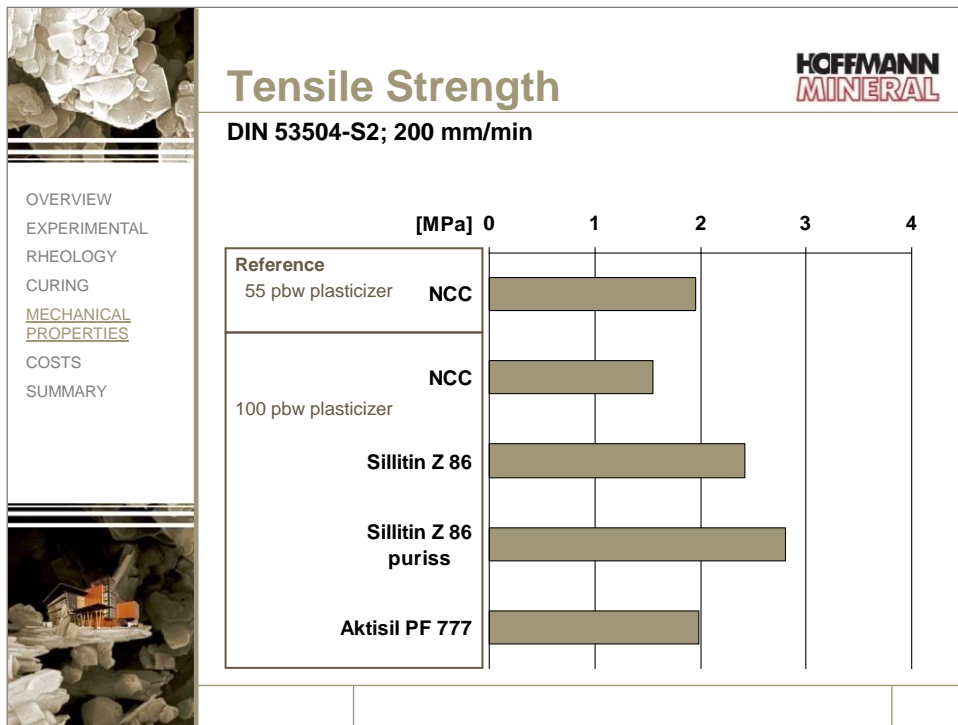 Tensile Strength
HOFFMANN
MINERAL
DIN 53504-S2; 200 mm/min
OVERVIEW
EXPERIMENTAL
RHEOLOGY
CURING
MECHANICAL
PROPERTIES
COSTS
SUMMARY
[MPa] 0 1 2 3 4
Reference
55 pbw plasticizer NCC
NCC
100 pbw plasticizer
Sillitin Z 86
Sillitin Z 86
puriss
Aktisil PF 777